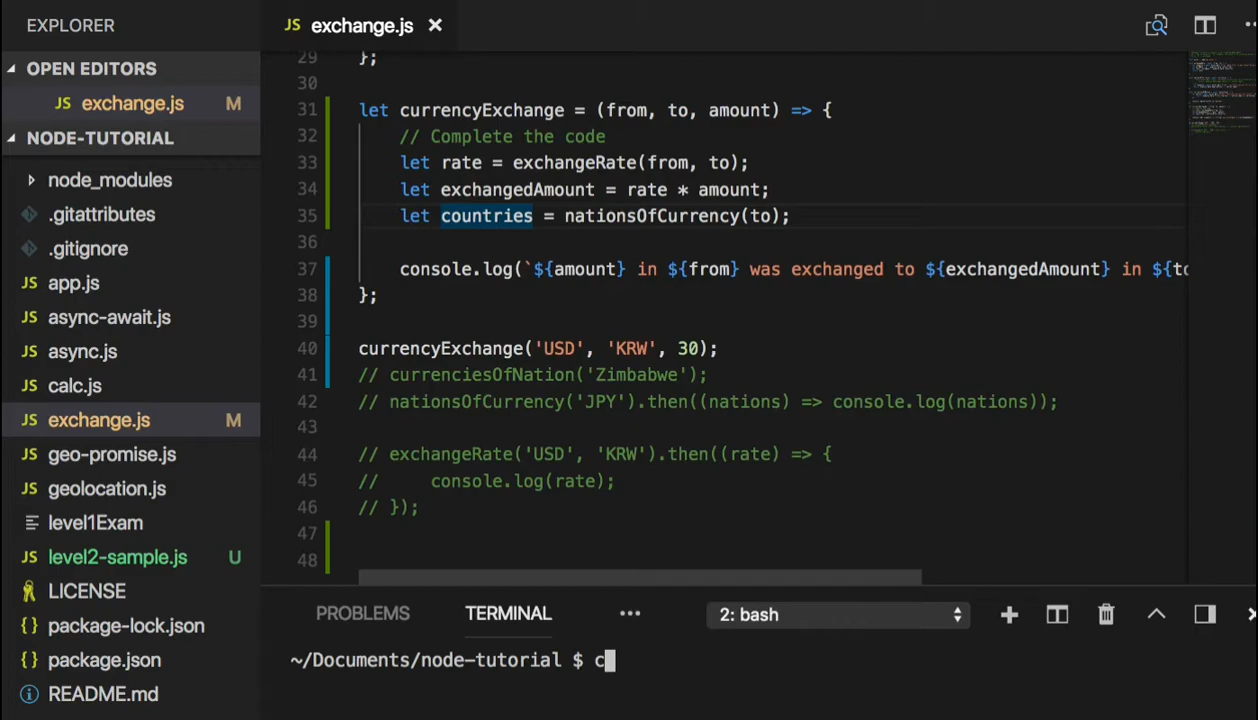 EXPLORER
JS exchange.js
OPEN EDITORS
JS exchange.js M
NODE-TUTORIAL
node_modules
.gitattributes
.gitignore
JS app.js
JS async-await.js
JS async.js
JS calc.js
JS exchange.js M
JS geo-promise.js
JS geolocation.js
level1Exam
JS level2-sample.js U
LICENSE
{} package-lock.json
{} package.json
README.md
29 };
30
31 let currencyExchange = (from, to, amount) => {
32 // Complete the code
33 let rate = exchangeRate(from, to);
34 let exchangedAmount = rate * amount;
35 let countries = nationsOfCurrency(to);
36
37 console.log(`${amount} in ${from} was exchanged to ${exchangedAmount} in ${to
38 };
39
40 currencyExchange('USD', 'KRW', 30);
41 // currenciesOfNation('Zimbabwe');
42 // nationsOfCurrency('JPY').then((nations) => console.log(nations));
43
44 // exchangeRate('USD', 'KRW').then((rate) => {
45 // console.log(rate);
46 // });
47
48
PROBLEMS TERMINAL ••• 2: bash
~/Documents/node-tutorial $ c